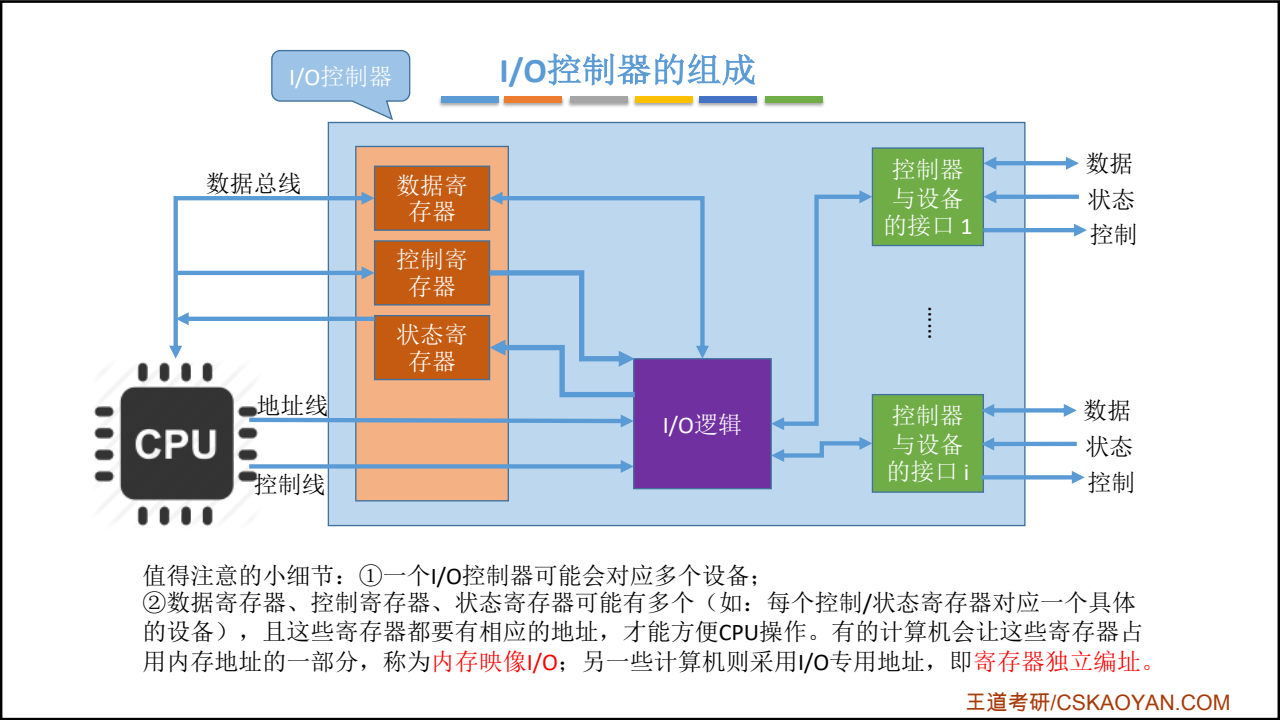 I/O控制器的组成
I/O控制器
数据总线
数据寄
存器
控制寄
存器
状态寄
存器
CPU
地址线
控制线
I/O逻辑
控制器
与设备
的接口 1
数据
状态
控制
......
控制器
与设备
的接口 i
数据
状态
控制
值得注意的小细节：①一个I/O控制器可能会对应多个设备；
②数据寄存器、控制寄存器、状态寄存器可能有多个（如：每个控制/状态寄存器对应一个具体
的设备），且这些寄存器都要有相应的地址，才能方便CPU操作。有的计算机会让这些寄存器占
用内存地址的一部分，称为内存映像I/O；另一些计算机则采用I/O专用地址，即寄存器独立编址。
王道考研/CSKAOYAN.COM